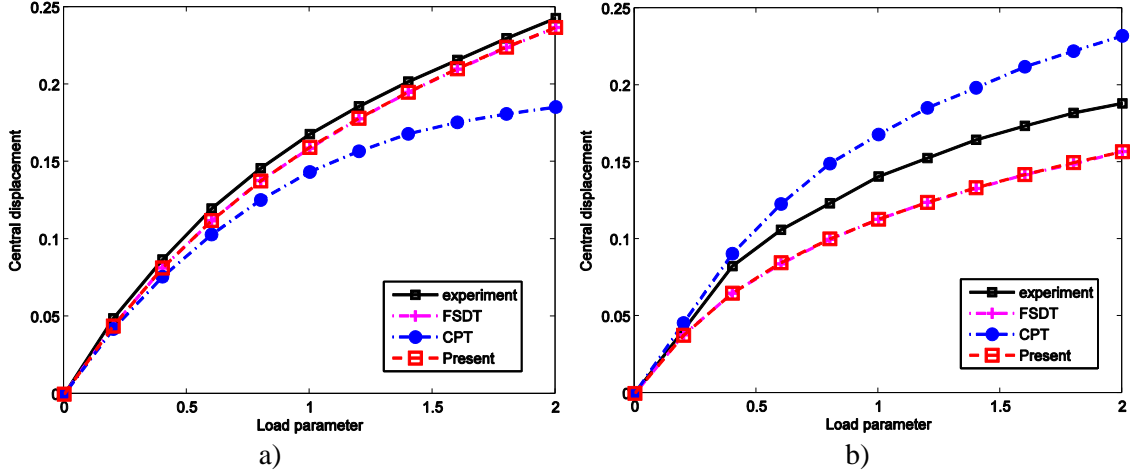 0.25
0.2
0.15
0.1
0.05
0
Central displacement
0 0.5 1 1.5 2
Load parameter
experiment
FSDT
CPT
Present
a)
0.25
0.2
0.15
0.1
0.05
0
Central displacement
0 0.5 1 1.5 2
Load parameter
experiment
FSDT
CPT
Present
b)